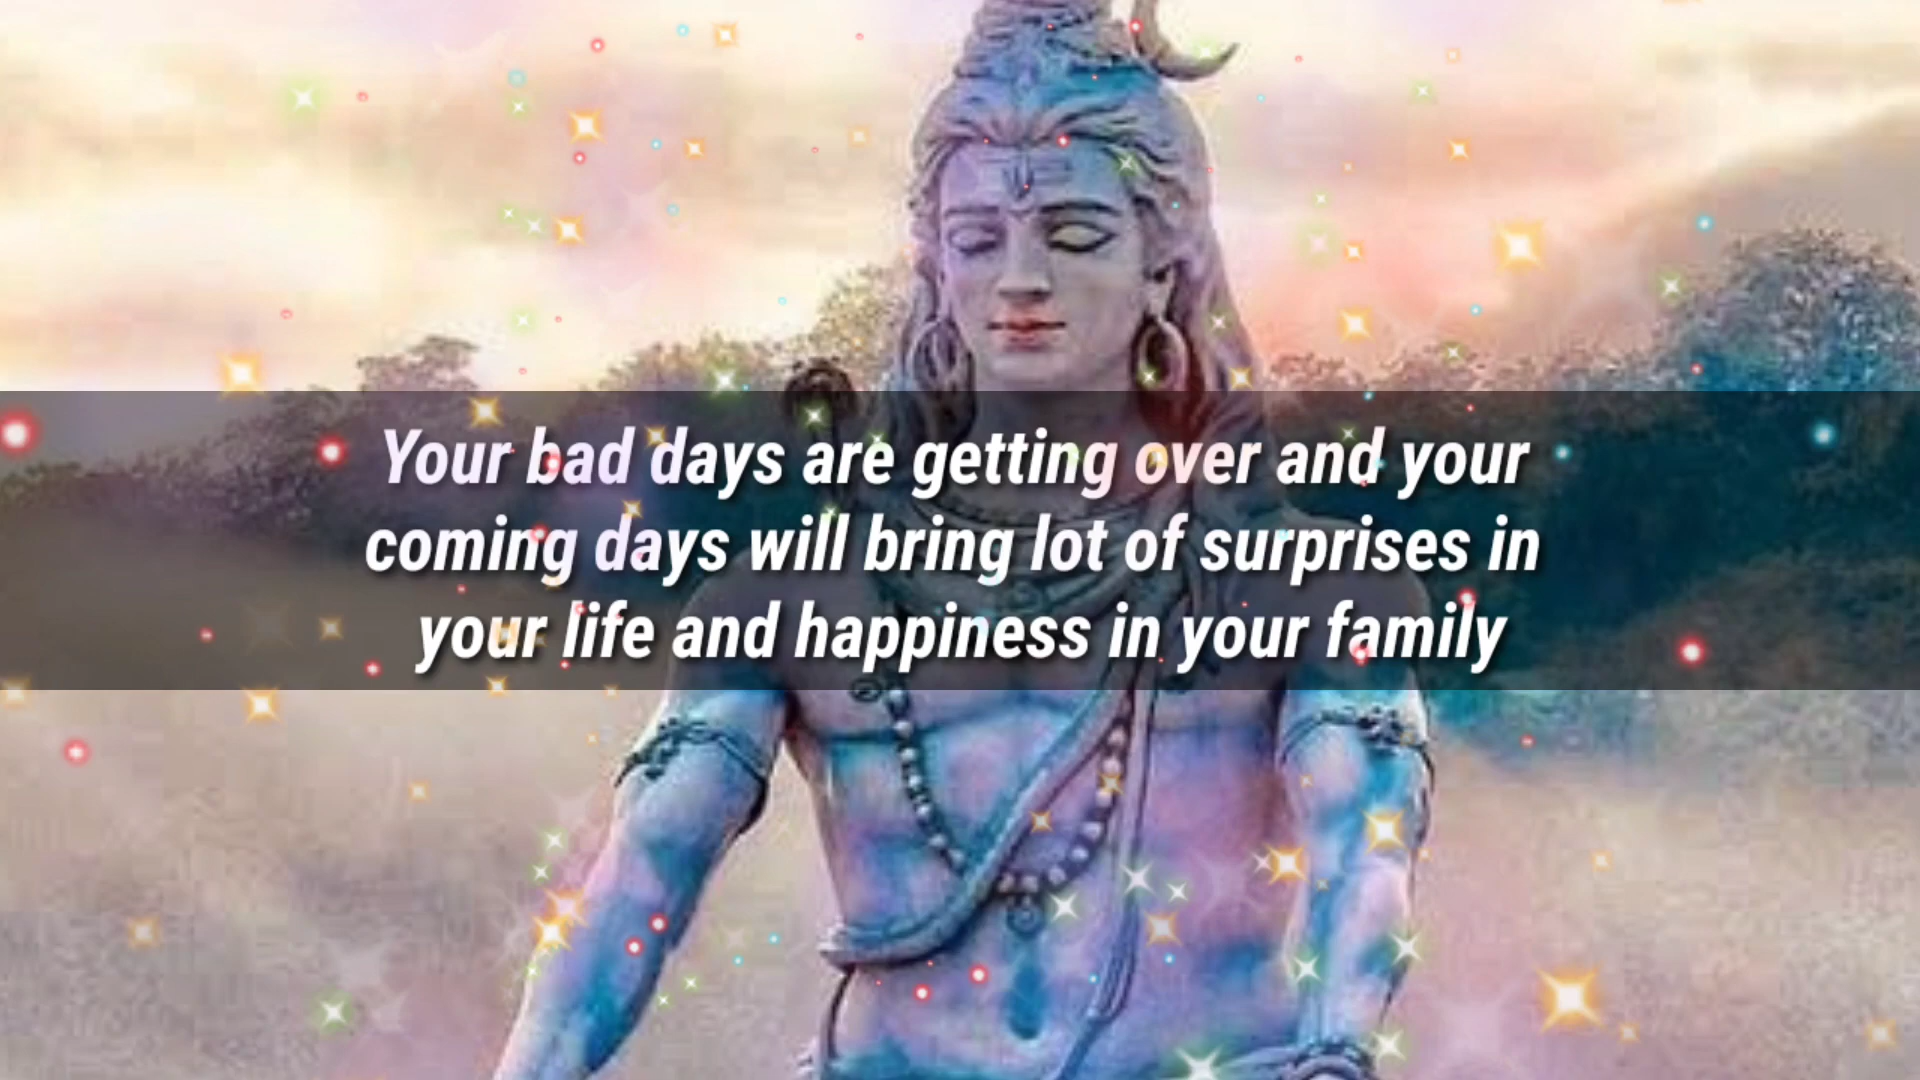 Your bad days are getting over and your
coming days will bring lot of surprises in
your life and happiness in your family